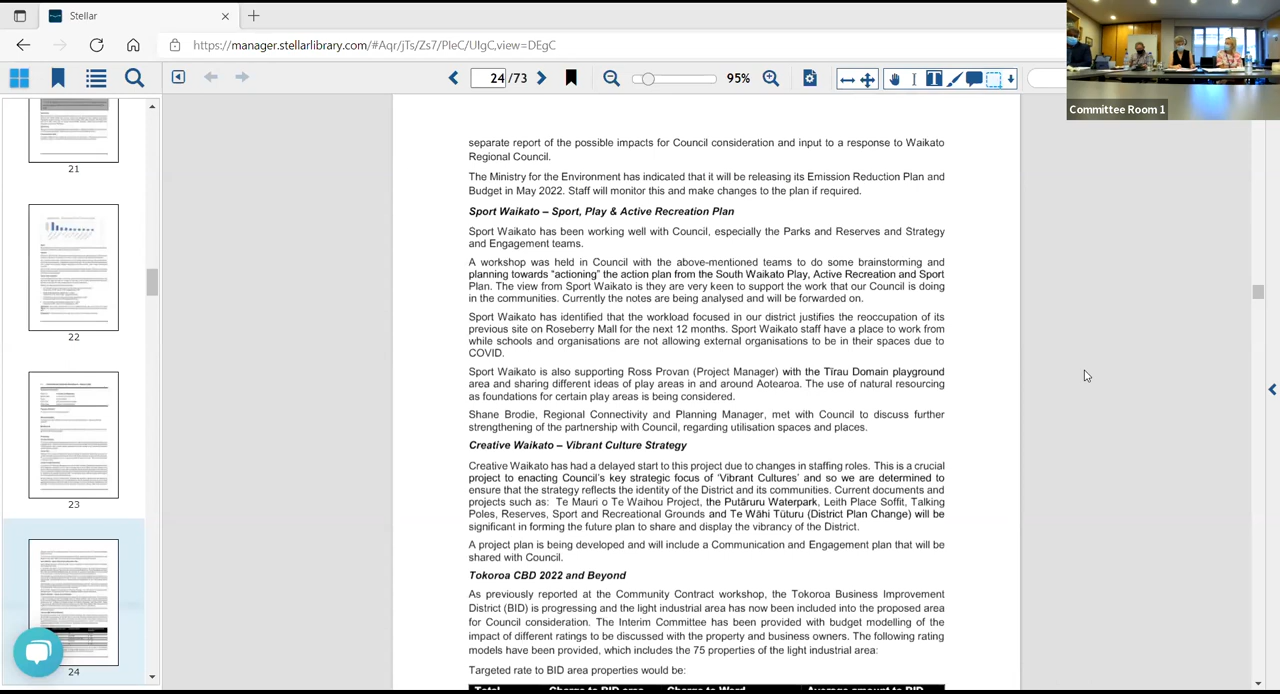 Stellar
https://manager.stellarlibrary.com/#Aqr/jTs/Zs7/PIeC/UIgC,view=DEgC
Committee Room 1
24 /73
95%
21
22
23
24
separate report of the possible impacts for Council consideration and input to a response to Waikato
Regional Council.
The Ministry for the Environment has indicated that it will be releasing its Emission Reduction Plan and
Budget in May 2022. Staff will monitor this and make changes to the plan if required.
Sport Waikato – Sport, Play & Active Recreation Plan
Sport Waikato has been working well with Council, especially the Parks and Reserves and Strategy
and Engagement teams.
A workshop was held in Council with the above-mentioned teams to do some brainstorming and
planning towards "actioning" the action plan from the South Waikato Play, Active Recreation and Sport
Plan. The view from Sport Waikato is they are very keen to support the work that our Council is doing
in the communities. Currently the notes are being analysed and will be forwarded on.
Sport Waikato has identified that the workload focused in our district justifies the reoccupation of its
previous site on Roseberry Mall for the next 12 months. Sport Waikato staff have a place to work from
while schools and organisations are not allowing external organisations to be in their spaces due to
COVID.
Sport Waikato is also supporting Ross Provan (Project Manager) with the Tīrau Domain playground
area and sharing different ideas of play areas in and around Aotearoa. The use of natural resourcing
as an options for certain play areas is being considered.
Shane Brodie, Regional Connectivity and Planning Manager, met with Council to discuss further
strengthening of the partnership with Council, regarding utilisation spaces and places.
Creative Waikato – Vibrant Culture Strategy
Creative Waikato has had a delayed start to this project due to changes in staffing roles. This is a crucial
project to enacting Council's key strategic focus of 'Vibrant Cultures' and so we are determined to
ensure that the strategy reflects the identity of the District and its communities. Current documents and
projects such as: Te Mauri o Te Waihou Project, the Putāruru Waterpark, Leith Place Soffit, Talking
Poles, Reserves, Sport and Recreational Grounds and Te Wāhi Tūturu (District Plan Change) will be
significant in forming the future plan to share and display the vibrancy of the District.
A project plan is being developed and will include a Communication and Engagement plan that will be
shared with Council.
Tokoroa CBD 2022 and Beyond
As previously reported at the Community Contract workshop, the Tokoroa Business Improvement
District (BID) is progressing and the light industrial area has now been included into the proposed area
for Council consideration. The Interim Committee has been provided with budget modelling of the
impact different ratings to be discussed with the property and business owners. The following rating
models have been provided, which includes the 75 properties of the light industrial area:
Targeted rate to BID area properties would be:
Total Charge to BID area Charge to Ward Average amount to BID